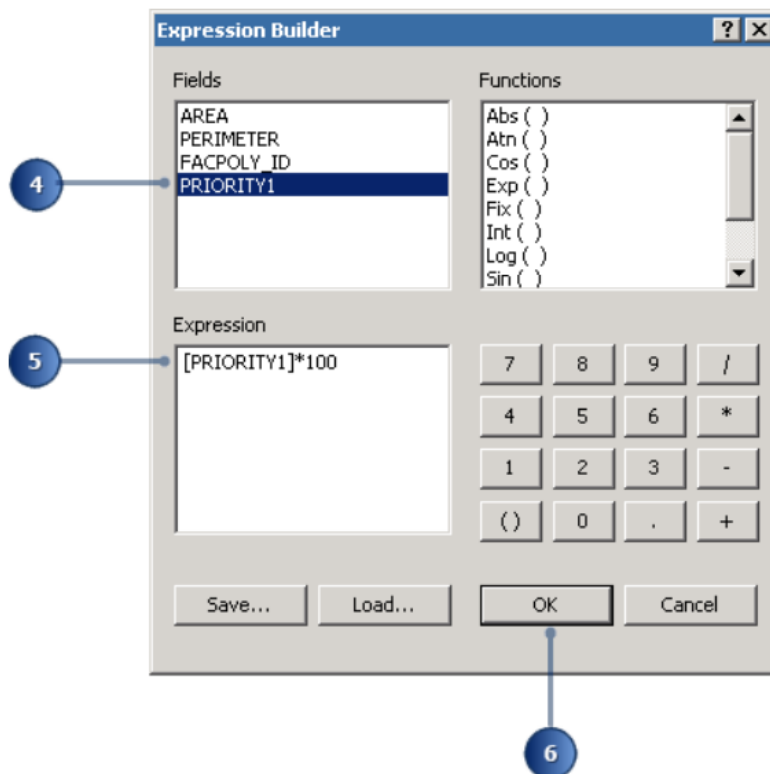 Expression Builder
? X
Fields
AREA
PERIMETER
FACPOLY_ID
PRIORITY1
4
Functions
Abs ( )
Atn ( )
Cos ( )
Exp ( )
Fix ( )
Int ( )
Log ( )
Sin ( )
Expression
[PRIORITY1]*100
5
7 8 9 /
4 5 6 *
1 2 3 -
( ) 0 . +
Save... Load... OK Cancel
6